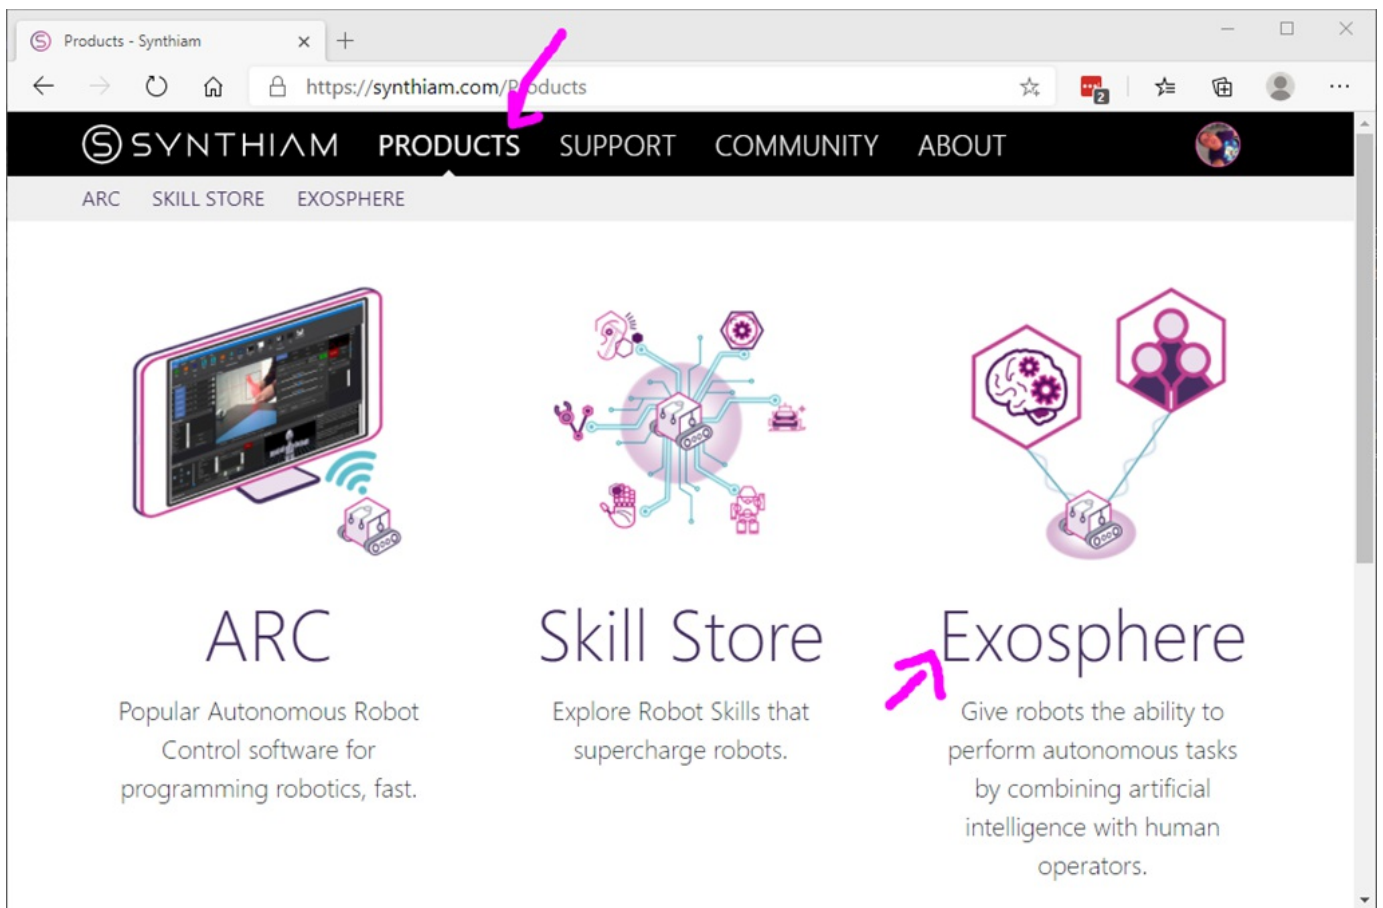 Products - Synthiam
https://synthiam.com/Products
2
SYNTHIAM PRODUCTS SUPPORT COMMUNITY ABOUT
ARC SKILL STORE EXOSPHERE
ARC
Popular Autonomous Robot
Control software for
programming robotics, fast.
Skill Store
Explore Robot Skills that
supercharge robots.
Exosphere
Give robots the ability to
perform autonomous tasks
by combining artificial
intelligence with human
operators.